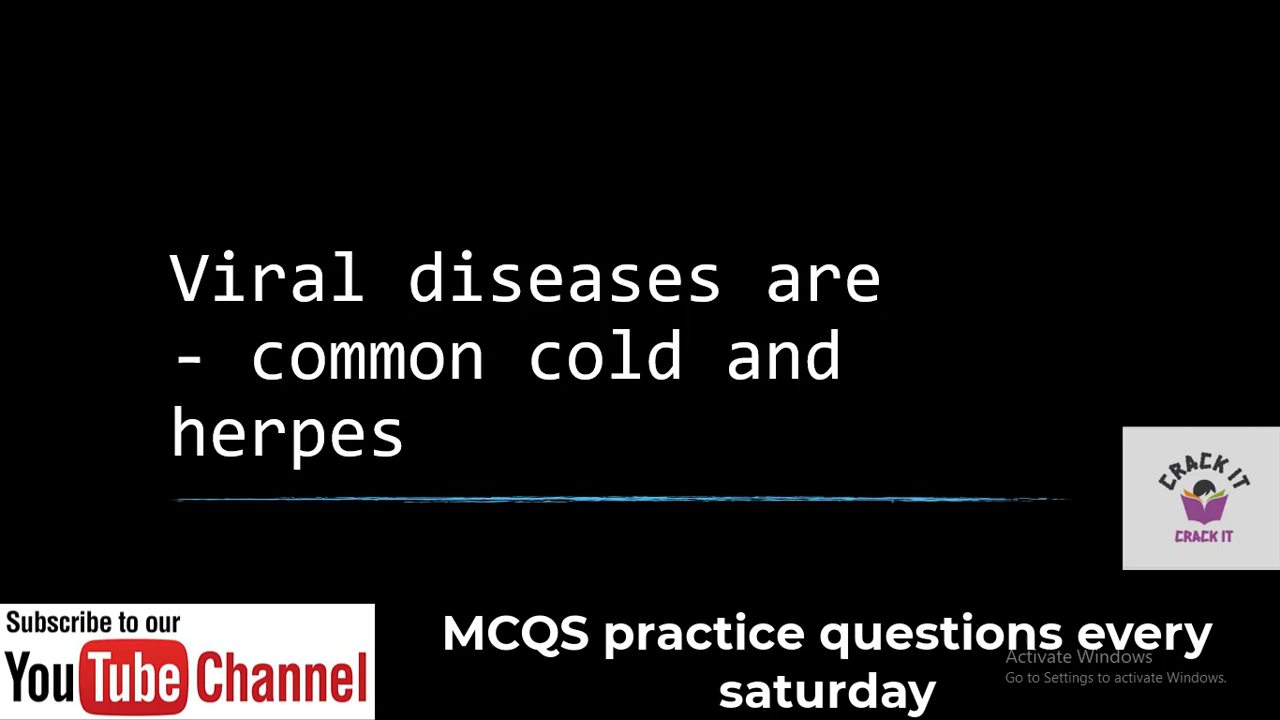 Viral diseases are
- common cold and
herpes
CRACK IT
CRACK IT
Subscribe to our
YouTube Channel
MCQS practice questions every
saturday
Activate Windows
Go to Settings to activate Windows.